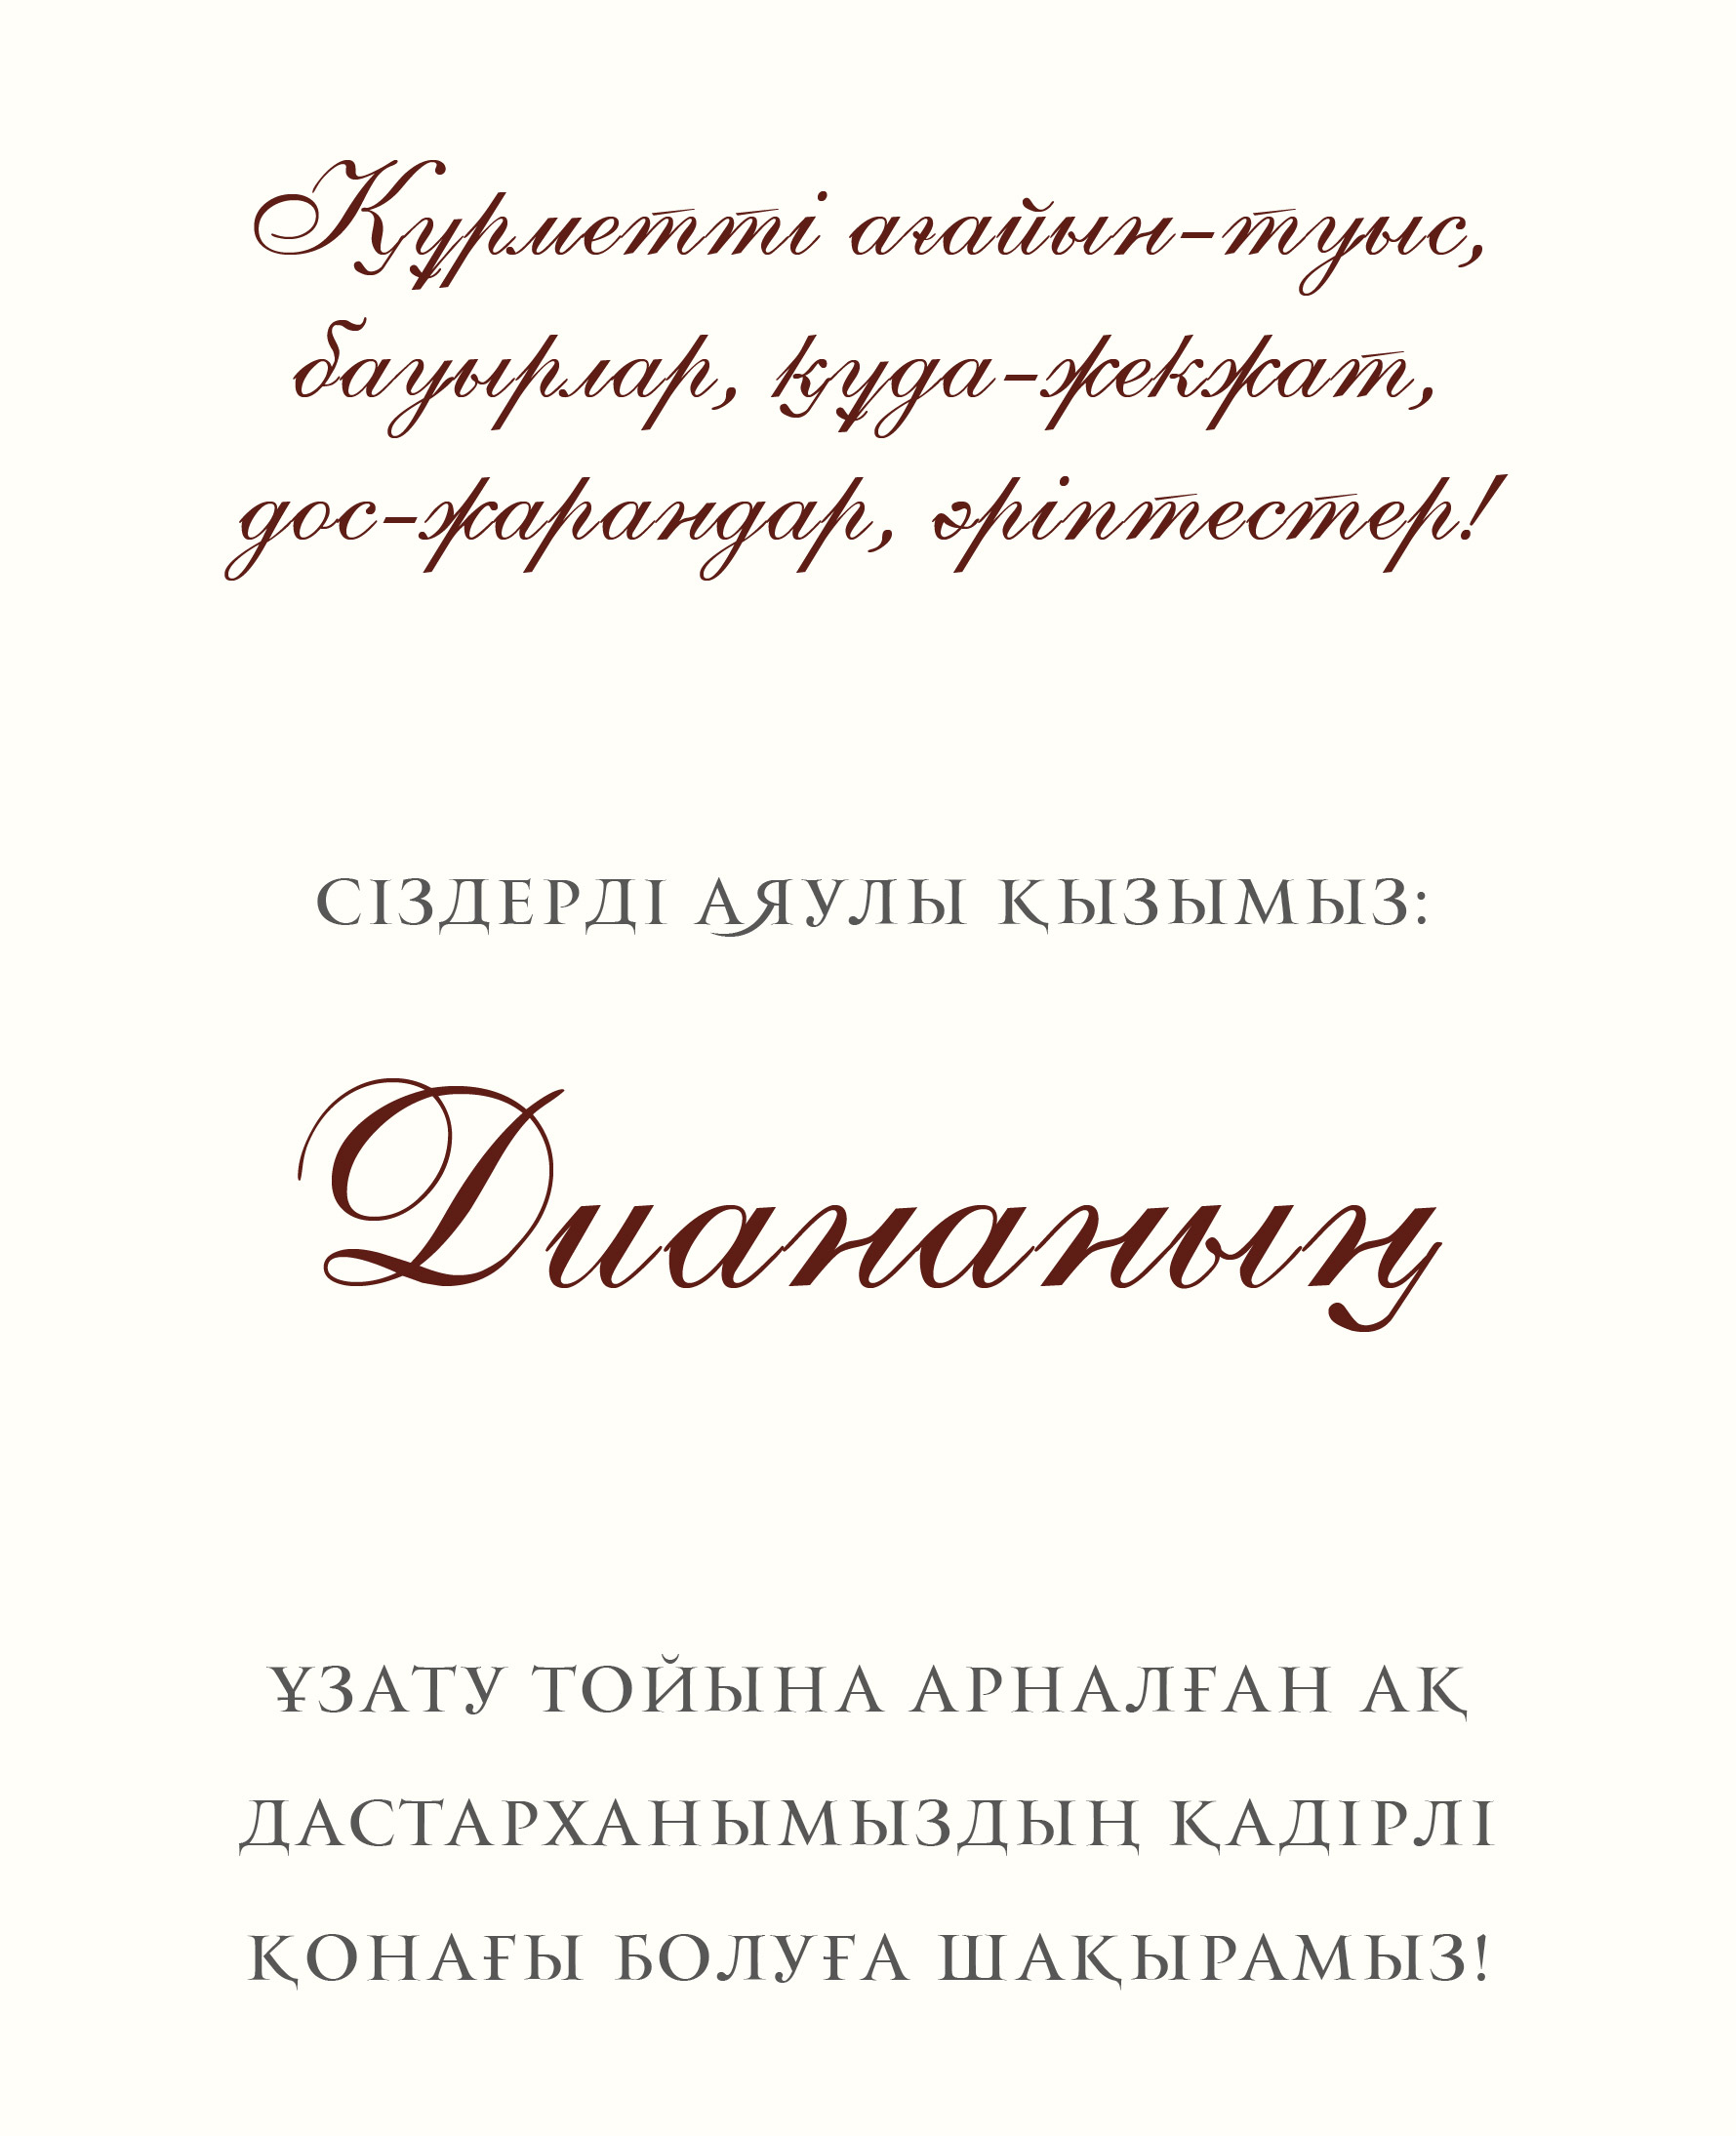 Құрметті ағайын-туыс,
бауырлар, құда-жекжат,
дос-жарандар, әріптестер!
СІЗДЕРДІ АЯУЛЫ ҚЫЗЫМЫЗ:
Диананың
ҰЗАТУ ТОЙЫНА АРНАЛҒАН АҚ
ДАСТАРХАНЫМЫЗДЫҢ ҚАДІРЛІ
ҚОНАҒЫ БОЛУҒА ШАҚЫРАМЫЗ!